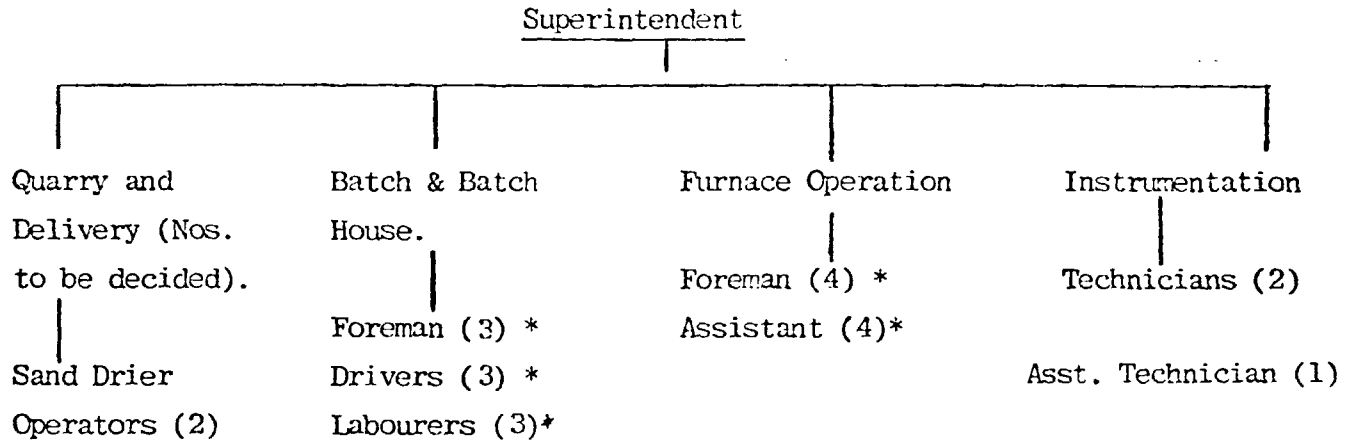 Superintendent
Quarry and
Delivery (Nos.
to be decided).
Sand Drier
Operators (2)
Batch & Batch
House.
Foreman (3) *
Drivers (3) *
Labourers (3)*
Furnace Operation
Foreman (4) *
Assistant (4)*
Instrumentation
Technicians (2)
Asst. Technician (1)